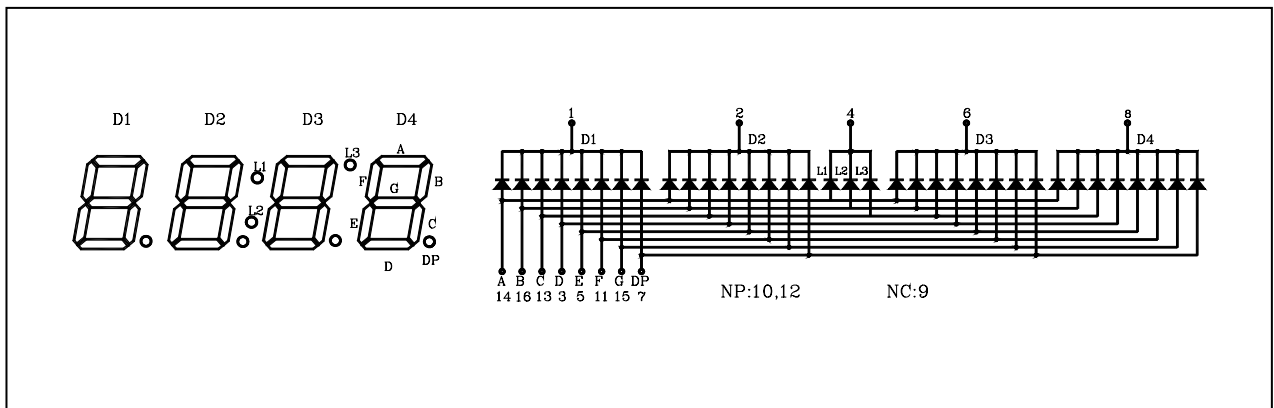 D1 D2 D3 D4
A
B
C
D
E
F
G
DP
L1
L2
L3
1 2 4 6 8
D1 D2 D3 D4
L1 L2 L3
A B C D E F G DP
14 16 13 3 5 11 15 7
NP:10,12 NC:9